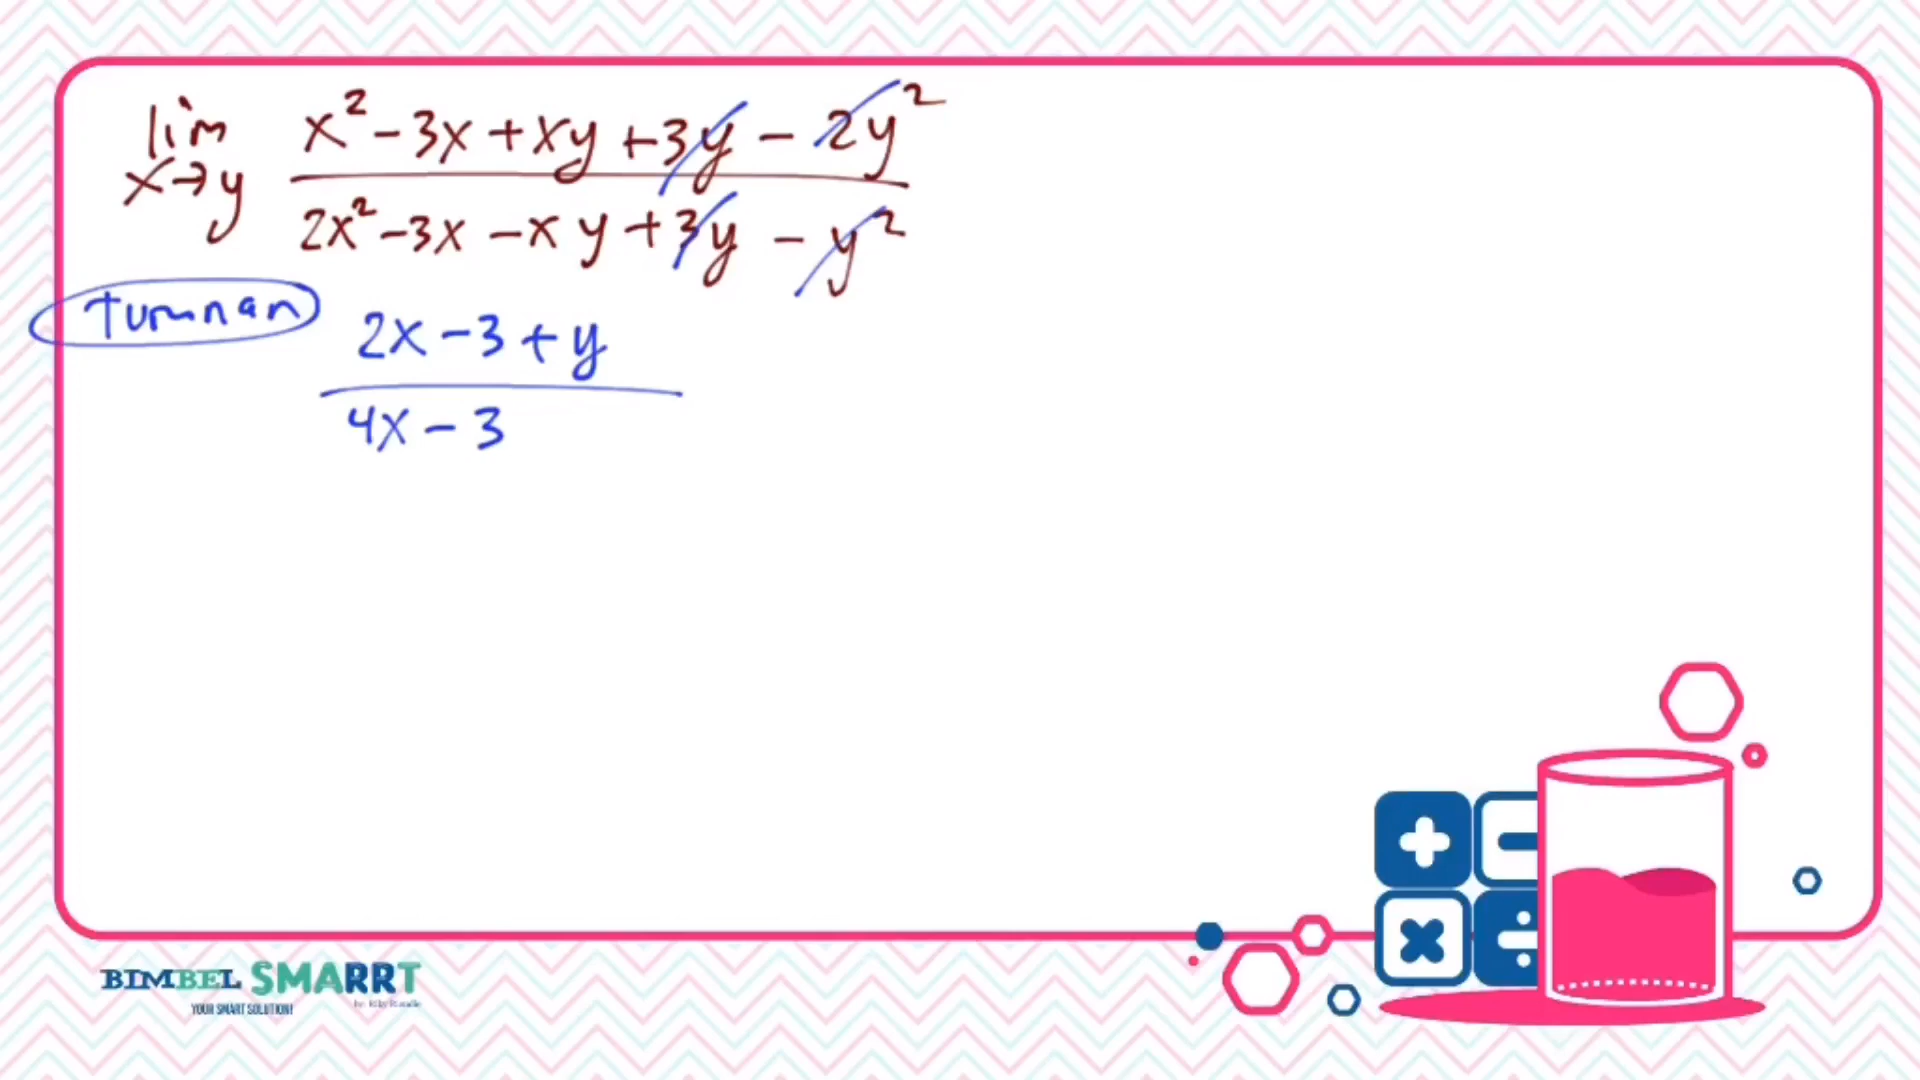 lim x→y
x² - 3x + xy + 3y - 2y²
2x² - 3x - xy + 3y - y²
turunan
2x - 3 + y
4x - 3
BIMBEL SMARRT
YOUR SMART SOLUTION!